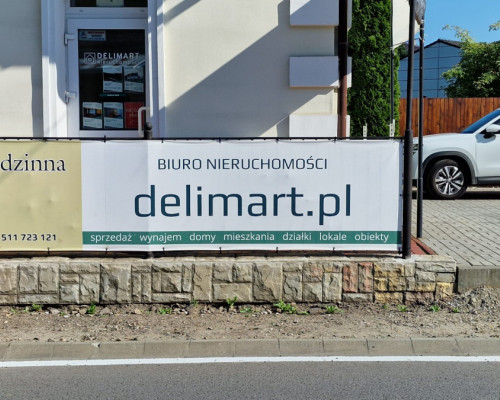 DELIMART
dzinna
511 723 121
BIURO NIERUCHOMOŚCI
delimart.pl
sprzedaż wynajem domy mieszkania działki lokale obiekty